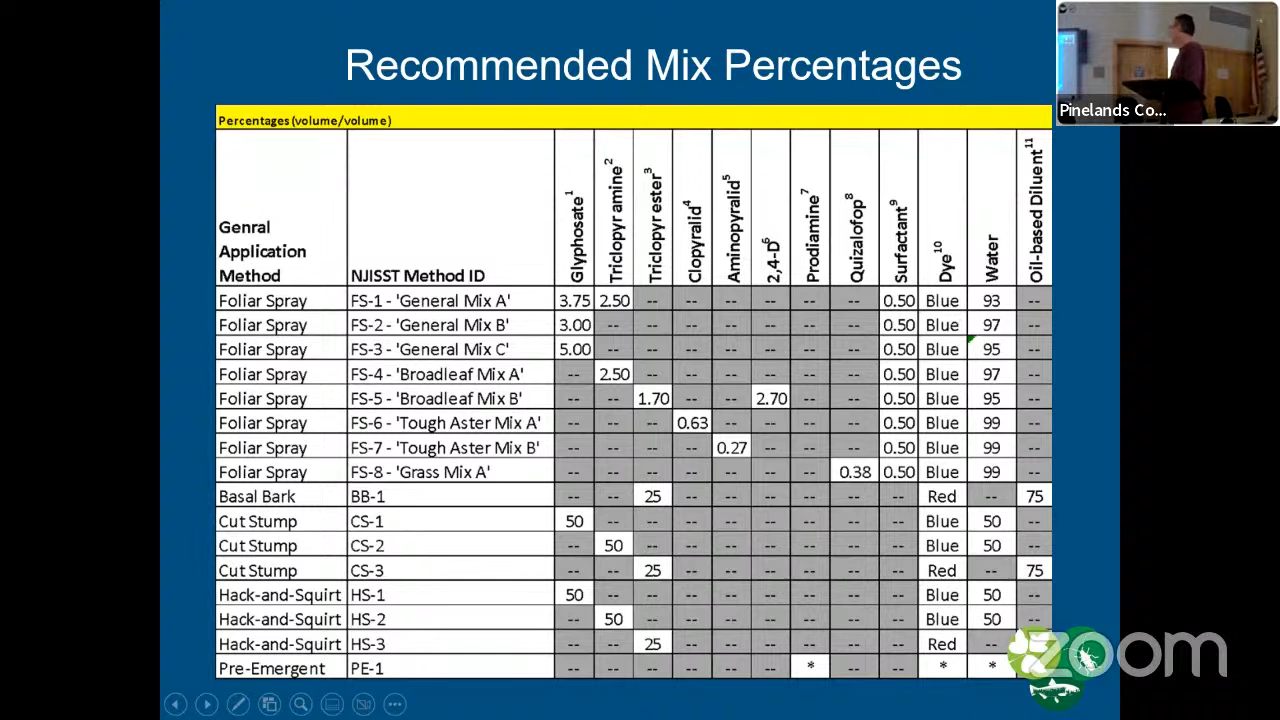 Recommended Mix Percentages
Pinelands Co...
Percentages (volume/volume)
Genral Application Method NJISST Method ID Glyphosate1 Triclopyr amine2 Triclopyr ester3 Clopyralid4 Aminopyralid5 2,4-D6 Prodiamine7 Quizalofop8 Surfactant9 Dye10 Water Oil-based Diluent11
Foliar Spray FS-1 - 'General Mix A' 3.75 2.50 -- -- -- -- -- -- 0.50 Blue 93 --
Foliar Spray FS-2 - 'General Mix B' 3.00 -- -- -- -- -- -- -- 0.50 Blue 97 --
Foliar Spray FS-3 - 'General Mix C' 5.00 -- -- -- -- -- -- -- 0.50 Blue 95 --
Foliar Spray FS-4 - 'Broadleaf Mix A' -- 2.50 -- -- -- -- -- -- 0.50 Blue 97 --
Foliar Spray FS-5 - 'Broadleaf Mix B' -- -- 1.70 -- -- 2.70 -- -- 0.50 Blue 95 --
Foliar Spray FS-6 - 'Tough Aster Mix A' -- -- -- 0.63 -- -- -- -- 0.50 Blue 99 --
Foliar Spray FS-7 - 'Tough Aster Mix B' -- -- -- -- 0.27 -- -- -- 0.50 Blue 99 --
Foliar Spray FS-8 - 'Grass Mix A' -- -- -- -- -- -- -- 0.38 0.50 Blue 99 --
Basal Bark BB-1 -- -- 25 -- -- -- -- -- -- Red -- 75
Cut Stump CS-1 50 -- -- -- -- -- -- -- -- Blue 50 --
Cut Stump CS-2 -- 50 -- -- -- -- -- -- -- Blue 50 --
Cut Stump CS-3 -- -- 25 -- -- -- -- -- -- Red -- 75
Hack-and-Squirt HS-1 50 -- -- -- -- -- -- -- -- Blue 50 --
Hack-and-Squirt HS-2 -- 50 -- -- -- -- -- -- -- Blue 50 --
Hack-and-Squirt HS-3 -- -- 25 -- -- -- -- -- -- Red --
Pre-Emergent PE-1 -- -- -- -- -- -- * -- -- * *
zoom